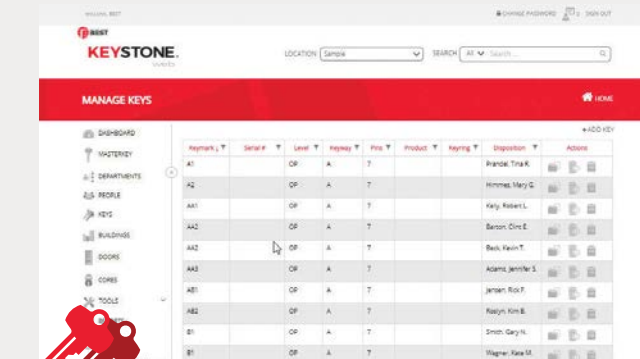 WELCOME, BEST
CHANGE PASSWORD SIGN OUT
BEST
KEYSTONE.
web
LOCATION Sample SEARCH All Search ...
MANAGE KEYS HOME
+ADD KEY
DASHBOARD
MASTERKEY
DEPARTMENTS
PEOPLE
KEYS
BUILDINGS
DOORS
CORES
TOOLS
Keymark Serial # Level Keyway Pins Product Keyring Disposition Actions
A1 OP A 7 Prandel, Tina R.
A2 OP A 7 Himmes, Mary G.
AA1 OP A 7 Kelly, Robert L.
AA2 OP A 7 Barton, Clint E.
AA2 OP A 7 Beck, Kevin T.
AA3 OP A 7 Adams, Jennifer S.
AB1 OP A 7 Jensen, Rick F.
AB2 OP A 7 Roslyn, Kim B.
B1 OP A 7 Smith, Gary N.
B1 OP A 7 Wagner, Kate M.